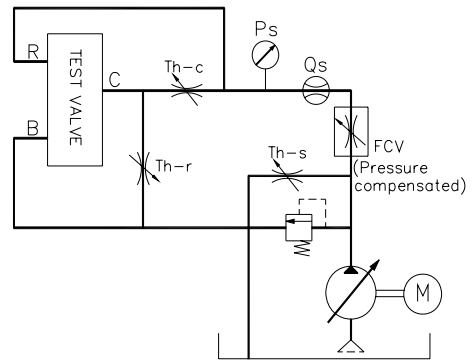 Ps
R
TEST VALVE
C
Th-c
Qs
B
Th-r
Th-s
FCV
(Pressure
compensated)
M